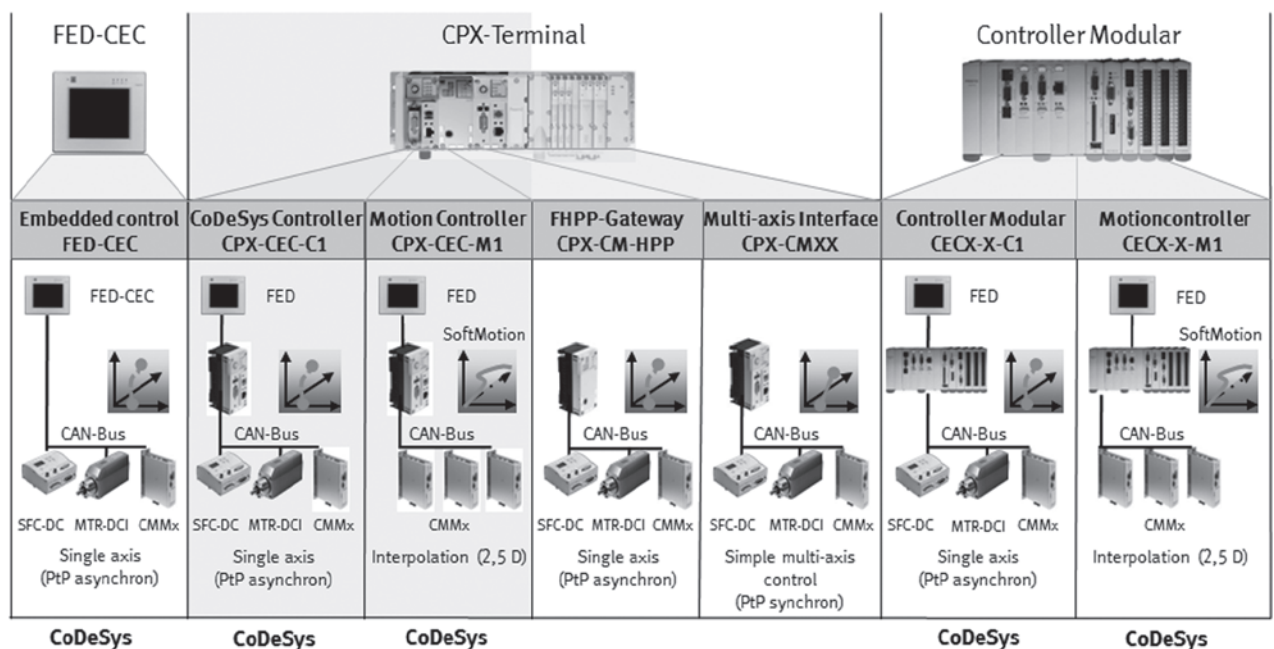 FED-CEC
CPX-Terminal
Controller Modular
Embedded control
FED-CEC
CoDeSys Controller
CPX-CEC-C1
Motion Controller
CPX-CEC-M1
FHPP-Gateway
CPX-CM-HPP
Multi-axis Interface
CPX-CMXX
Controller Modular
CECX-X-C1
Motioncontroller
CECX-X-M1
FED-CEC
CAN-Bus
SFC-DC MTR-DCI CMMx
Single axis
(PtP asynchron)
FED
CAN-Bus
SFC-DC MTR-DCI CMMx
Single axis
(PtP asynchron)
FED
SoftMotion
CAN-Bus
CMMx
Interpolation (2,5 D)
CAN-Bus
SFC-DC MTR-DCI CMMx
Single axis
(PtP asynchron)
CAN-Bus
SFC-DC MTR-DCI CMMx
Simple multi-axis
control
(PtP synchron)
FED
CAN-Bus
SFC-DC MTR-DCI CMMx
Single axis
(PtP asynchron)
FED
SoftMotion
CAN-Bus
CMMx
Interpolation (2,5 D)
CoDeSys
CoDeSys
CoDeSys
CoDeSys
CoDeSys